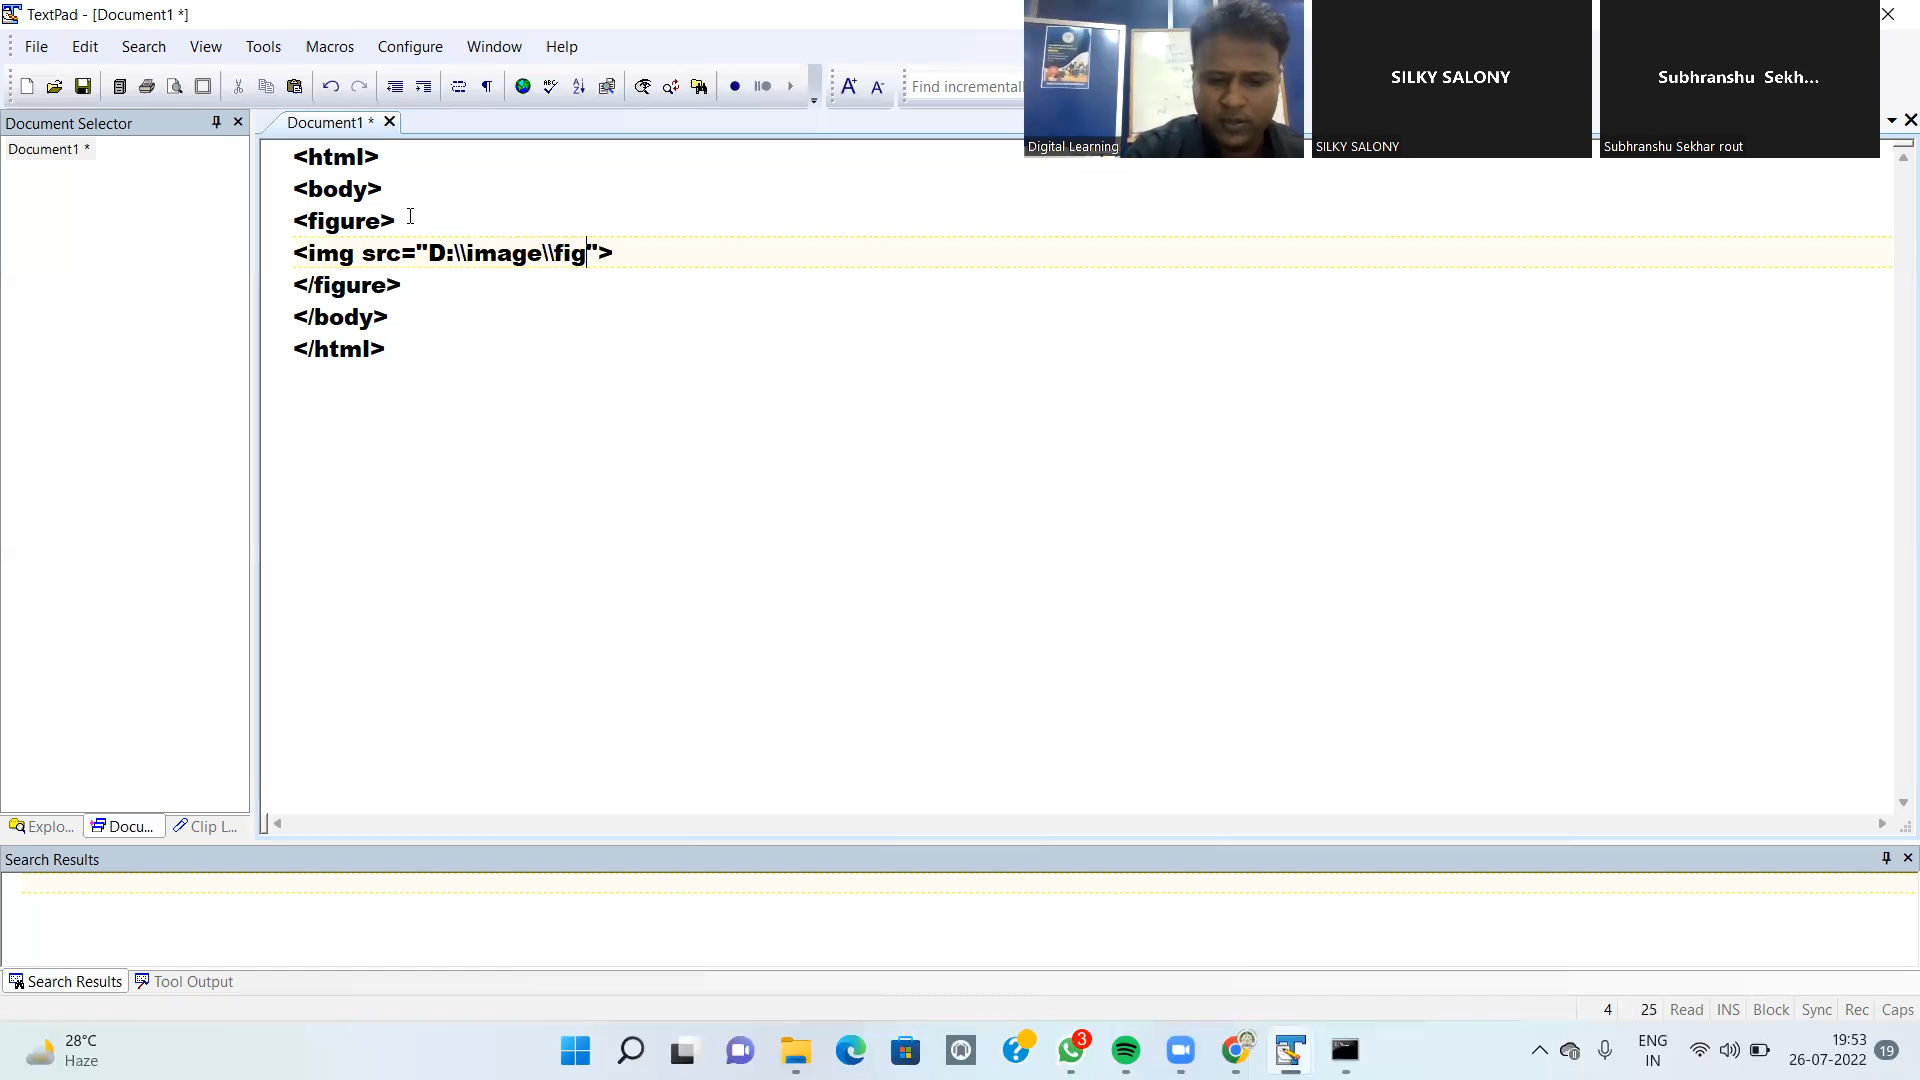 TextPad - [Document1 *]
File Edit Search View Tools Macros Configure Window Help
Find incrementall
SILKY SALONY
Subhranshu Sekh...
Digital Learning
SILKY SALONY
Subhranshu Sekhar rout
Document Selector
Document1 *
Document1 *
<html>
<body>
<figure>
<img src="D:\\image\\fig">
</figure>
</body>
</html>
Explo...
Docu...
Clip L...
Search Results
Search Results
Tool Output
4 25 Read INS Block Sync Rec Caps
28°C
Haze
3
ENG
IN
19:53
26-07-2022
19